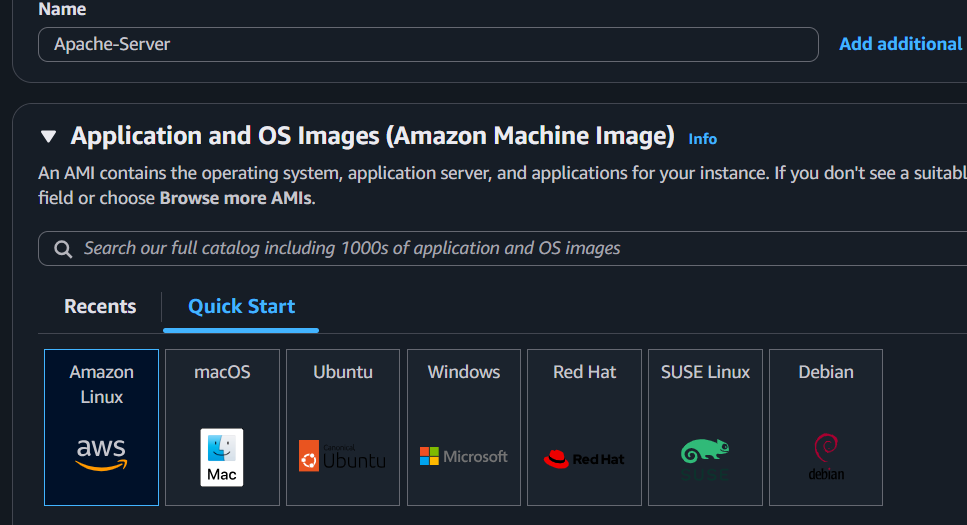 Name
Apache-Server
Add additional
Application and OS Images (Amazon Machine Image) Info
An AMI contains the operating system, application server, and applications for your instance. If you don't see a suitabl
field or choose Browse more AMIs.
Search our full catalog including 1000s of application and OS images
Recents
Quick Start
Amazon
Linux
aws
macOS
Mac
Ubuntu
Canonical
Ubuntu
Windows
Microsoft
Red Hat
Red Hat
SUSE Linux
SUSE
Debian
debian